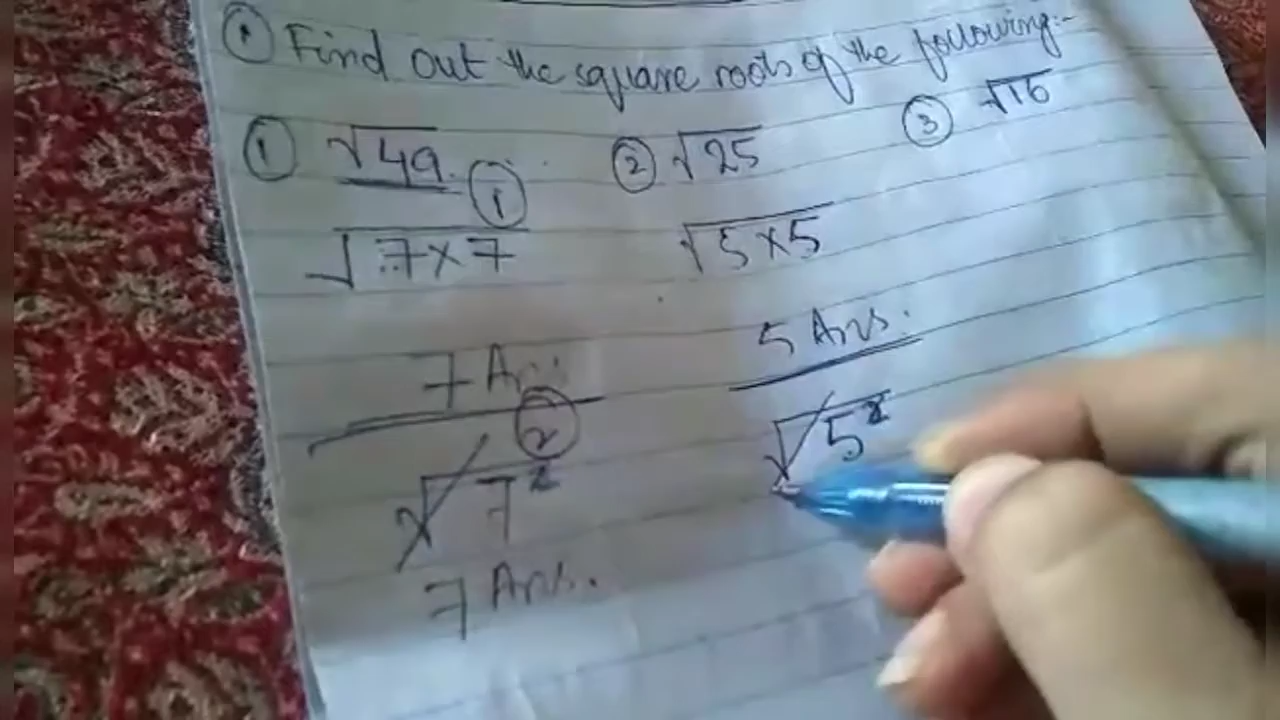 ① Find out the square roots of the following:-
① √49. ② √25 ③ √16
①
√7×7 √5×5
7 Ans. 5 Ans.
②
√7² √5²
7 Ans.